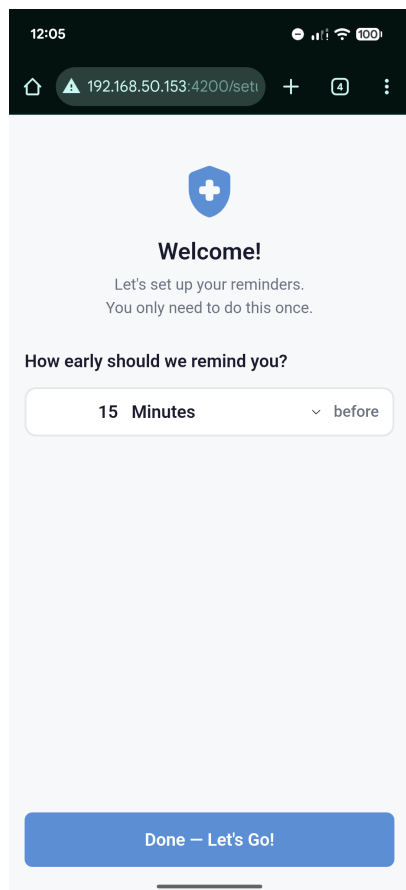 12:05
100
192.168.50.153:4200/setu
4
Welcome!
Let's set up your reminders.
You only need to do this once.
How early should we remind you?
15 Minutes before
Done — Let's Go!